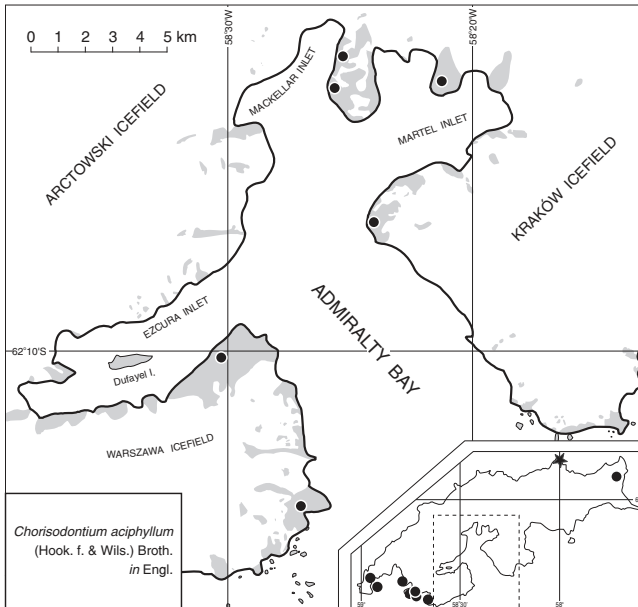 0 1 2 3 4 5 km
58°30'W
58°20'W
MACKELLAR INLET
MARTEL INLET
ARCTOWSKI ICEFIELD
KRAKÓW ICEFIELD
ADMIRALTY BAY
EZCURA INLET
62°10'S
Dufayel I.
WARSZAWA ICEFIELD
Chorisodontium aciphyllum
(Hook. f. & Wils.) Broth.
in Engl.
59°
58°30'
58°